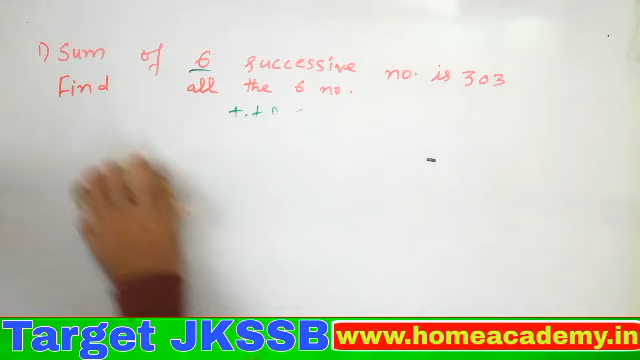 1) Sum of 6 successive no. is 303
Find all the 6 no.
Target JKSSB
www.homeacademy.in